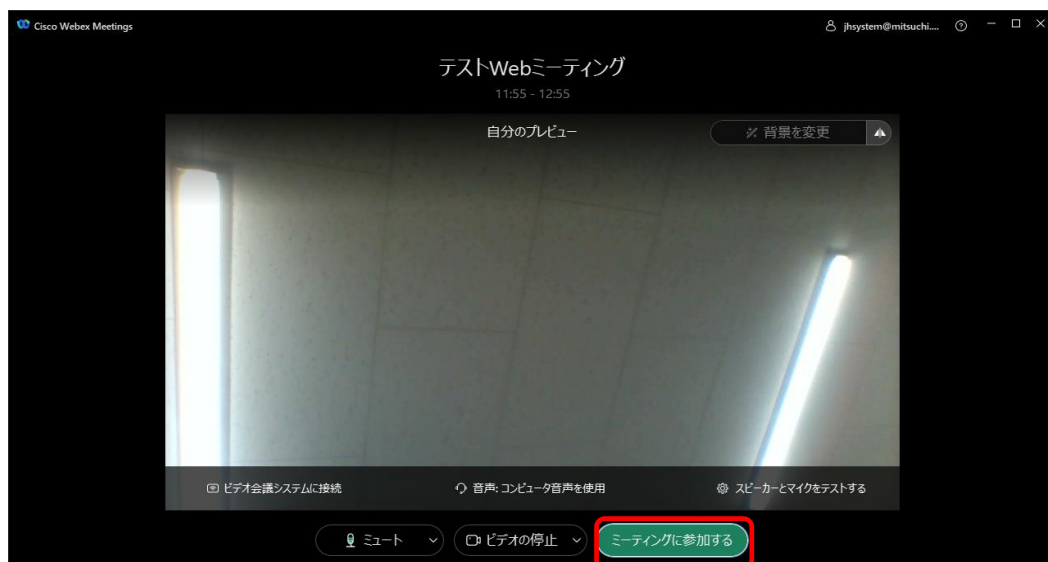 Cisco Webex Meetings
jhsystem@mitsuchi....
テストWebミーティング
11:55 - 12:55
自分のプレビュー
背景を変更
ビデオ会議システムに接続
音声: コンピュータ音声を使用
スピーカーとマイクをテストする
ミュート
ビデオの停止
ミーティングに参加する